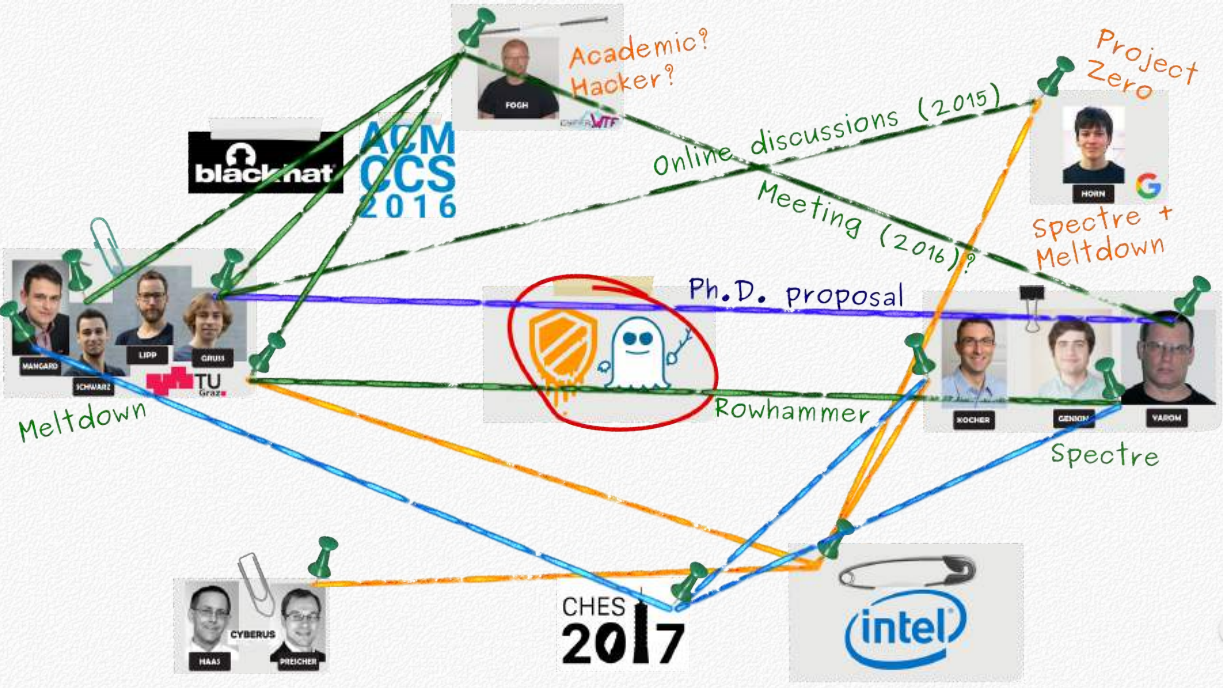 Academic?
Hacker?
FOGH
WTF
Project
Zero
HORN
Spectre +
Meltdown
blackhat
ACM
CCS
2016
Online discussions (2015)
Meeting (2016)?
Ph.D. proposal
MANGARD
SCHWARZ
LIPP
GRUSS
TU
Graz
Meltdown
Rowhammer
KOCHER
GENKIN
YAROM
Spectre
HAAS
CYBERUS
PRESCHER
CHES
2017
intel